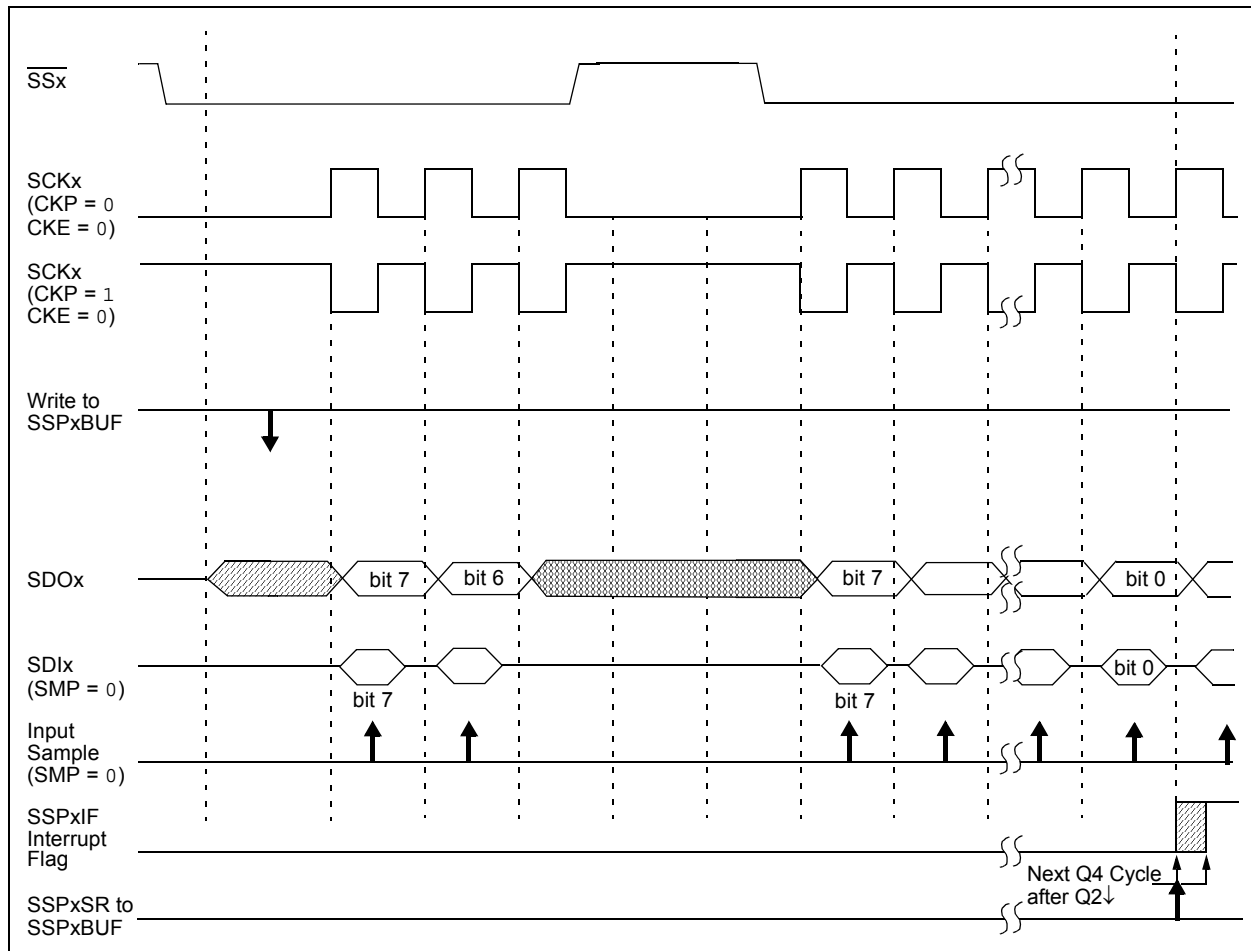 SSx
SCKx
(CKP = 0
CKE = 0)
SCKx
(CKP = 1
CKE = 0)
Write to
SSPxBUF
SDOx
bit 7
bit 6
bit 7
bit 0
SDIx
(SMP = 0)
bit 7
bit 7
bit 0
Input
Sample
(SMP = 0)
SSPxIF
Interrupt
Flag
Next Q4 Cycle
after Q2↓
SSPxSR to
SSPxBUF